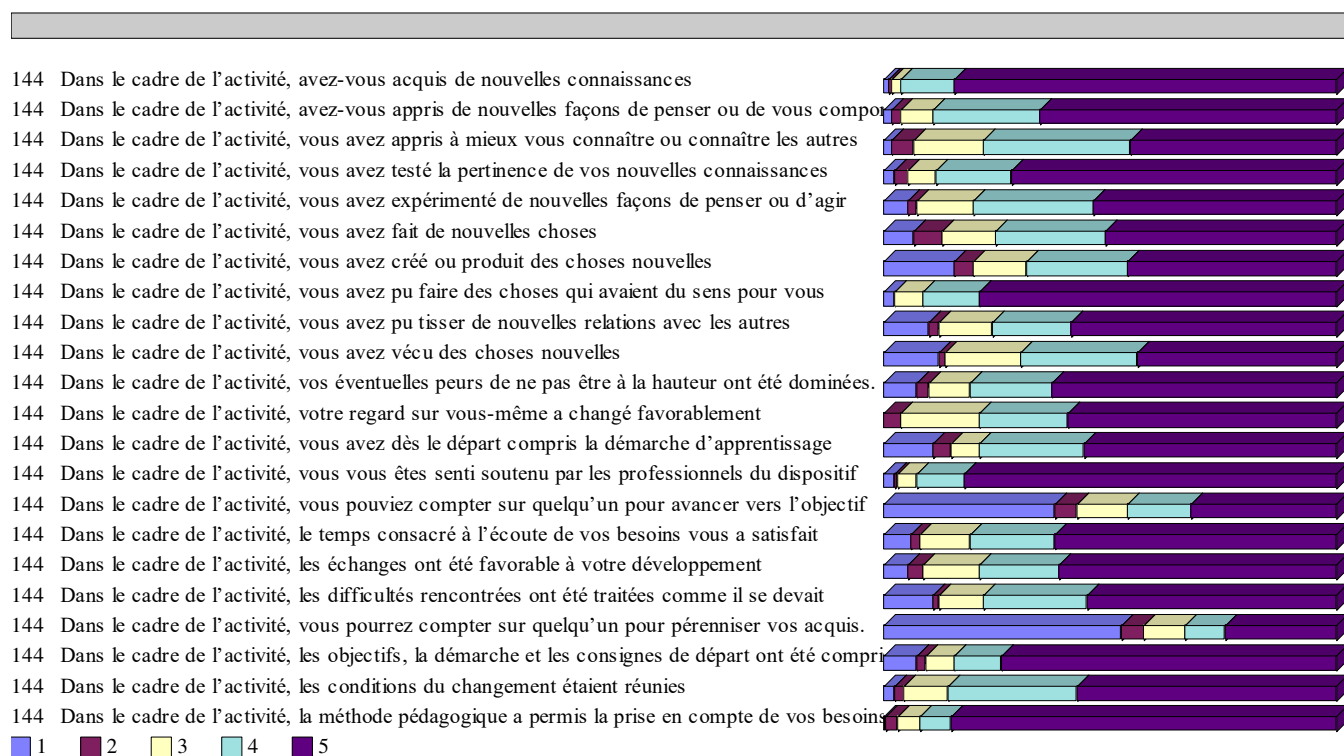 144 Dans le cadre de l'activité, avez-vous acquis de nouvelles connaissances
144 Dans le cadre de l'activité, avez-vous appris de nouvelles façons de penser ou de vous compor
144 Dans le cadre de l'activité, vous avez appris à mieux vous connaître ou connaître les autres
144 Dans le cadre de l'activité, vous avez testé la pertinence de vos nouvelles connaissances
144 Dans le cadre de l'activité, vous avez expérimenté de nouvelles façons de penser ou d'agir
144 Dans le cadre de l'activité, vous avez fait de nouvelles choses
144 Dans le cadre de l'activité, vous avez créé ou produit des choses nouvelles
144 Dans le cadre de l'activité, vous avez pu faire des choses qui avaient du sens pour vous
144 Dans le cadre de l'activité, vous avez pu tisser de nouvelles relations avec les autres
144 Dans le cadre de l'activité, vous avez vécu des choses nouvelles
144 Dans le cadre de l'activité, vos éventuelles peurs de ne pas être à la hauteur ont été dominées.
144 Dans le cadre de l'activité, votre regard sur vous-même a changé favorablement
144 Dans le cadre de l'activité, vous avez dès le départ compris la démarche d'apprentissage
144 Dans le cadre de l'activité, vous vous êtes senti soutenu par les professionnels du dispositif
144 Dans le cadre de l'activité, vous pouviez compter sur quelqu'un pour avancer vers l'objectif
144 Dans le cadre de l'activité, le temps consacré à l'écoute de vos besoins vous a satisfait
144 Dans le cadre de l'activité, les échanges ont été favorable à votre développement
144 Dans le cadre de l'activité, les difficultés rencontrées ont été traitées comme il se devait
144 Dans le cadre de l'activité, vous pourrez compter sur quelqu'un pour pérenniser vos acquis.
144 Dans le cadre de l'activité, les objectifs, la démarche et les consignes de départ ont été compri
144 Dans le cadre de l'activité, les conditions du changement étaient réunies
144 Dans le cadre de l'activité, la méthode pédagogique a permis la prise en compte de vos besoins
1 2 3 4 5